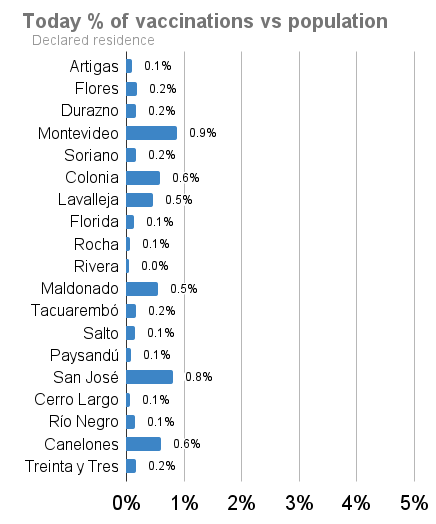 Today % of vaccinations vs population
Declared residence
Artigas 0.1%
Flores 0.2%
Durazno 0.2%
Montevideo 0.9%
Soriano 0.2%
Colonia 0.6%
Lavalleja 0.5%
Florida 0.1%
Rocha 0.1%
Rivera 0.0%
Maldonado 0.5%
Tacuarembó 0.2%
Salto 0.1%
Paysandú 0.1%
San José 0.8%
Cerro Largo 0.1%
Río Negro 0.1%
Canelones 0.6%
Treinta y Tres 0.2%
0% 1% 2% 3% 4% 5%